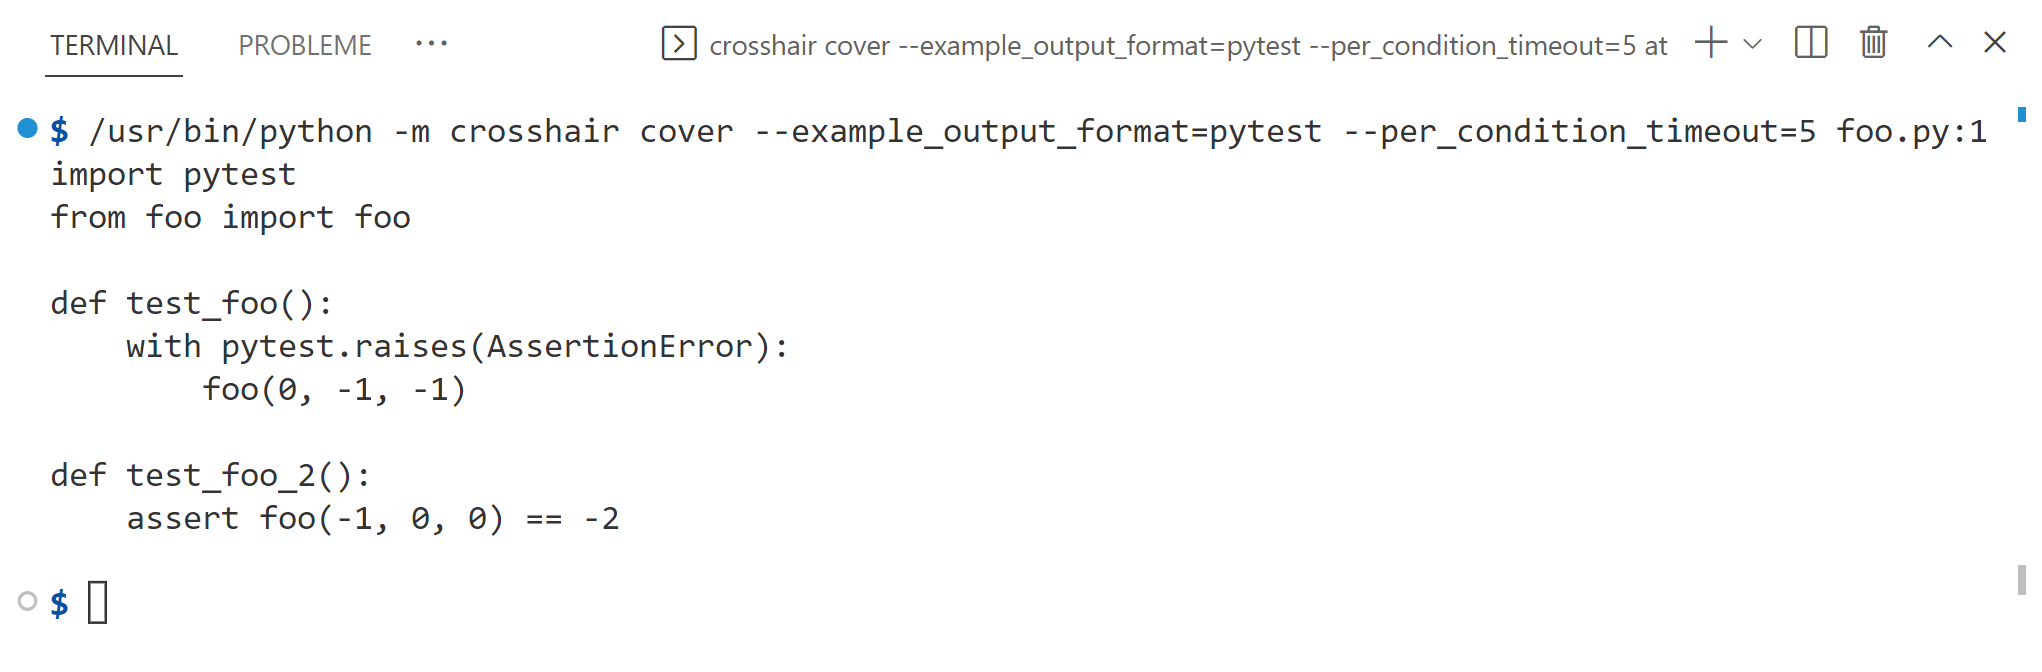 TERMINAL PROBLEME ··· crosshair cover --example_output_format=pytest --per_condition_timeout=5 at
$ /usr/bin/python -m crosshair cover --example_output_format=pytest --per_condition_timeout=5 foo.py:1
import pytest
from foo import foo

def test_foo():
    with pytest.raises(AssertionError):
        foo(0, -1, -1)

def test_foo_2():
    assert foo(-1, 0, 0) == -2

$